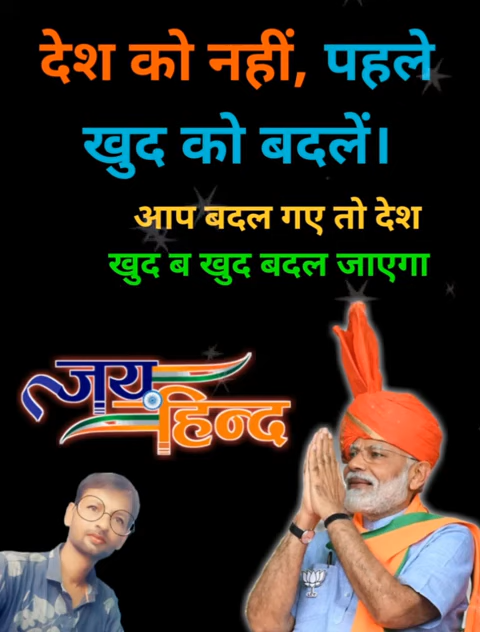 देश को नहीं, पहले
खुद को बदलें।
आप बदल गए तो देश
खुद ब खुद बदल जाएगा
जय
हिन्द